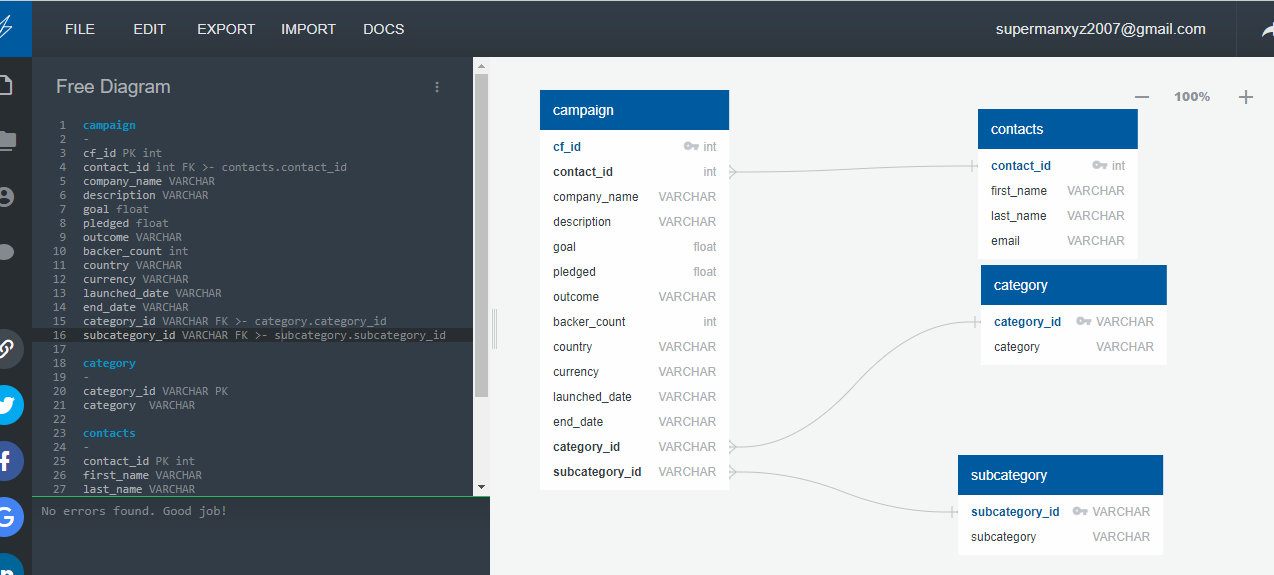 FILE EDIT EXPORT IMPORT DOCS supermanxyz2007@gmail.com
Free Diagram
1 campaign
2 -
3 cf_id PK int
4 contact_id int FK >- contacts.contact_id
5 company_name VARCHAR
6 description VARCHAR
7 goal float
8 pledged float
9 outcome VARCHAR
10 backer_count int
11 country VARCHAR
12 currency VARCHAR
13 launched_date VARCHAR
14 end_date VARCHAR
15 category_id VARCHAR FK >- category.category_id
16 subcategory_id VARCHAR FK >- subcategory.subcategory_id
17
18 category
19 -
20 category_id VARCHAR PK
21 category  VARCHAR
22
23 contacts
24 -
25 contact_id PK int
26 first_name VARCHAR
27 last_name VARCHAR
No errors found. Good job!
100%
campaign
cf_id int
contact_id int
company_name VARCHAR
description VARCHAR
goal float
pledged float
outcome VARCHAR
backer_count int
country VARCHAR
currency VARCHAR
launched_date VARCHAR
end_date VARCHAR
category_id VARCHAR
subcategory_id VARCHAR
contacts
contact_id int
first_name VARCHAR
last_name VARCHAR
email VARCHAR
category
category_id VARCHAR
category VARCHAR
subcategory
subcategory_id VARCHAR
subcategory VARCHAR